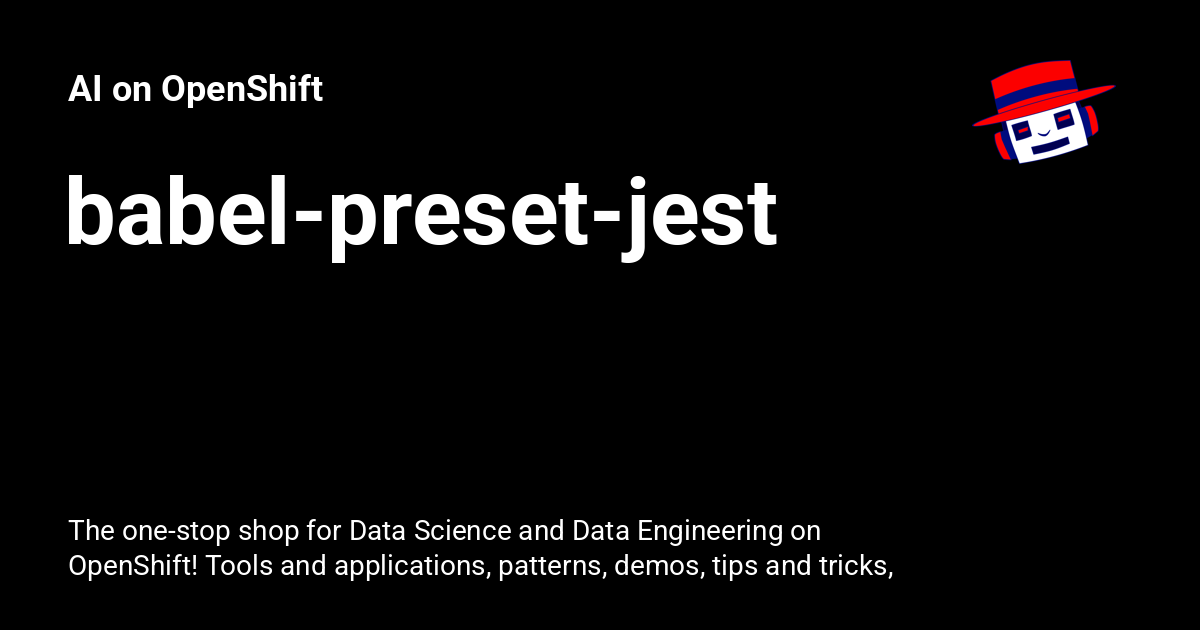 AI on OpenShift
babel-preset-jest
The one-stop shop for Data Science and Data Engineering on
OpenShift! Tools and applications, patterns, demos, tips and tricks,